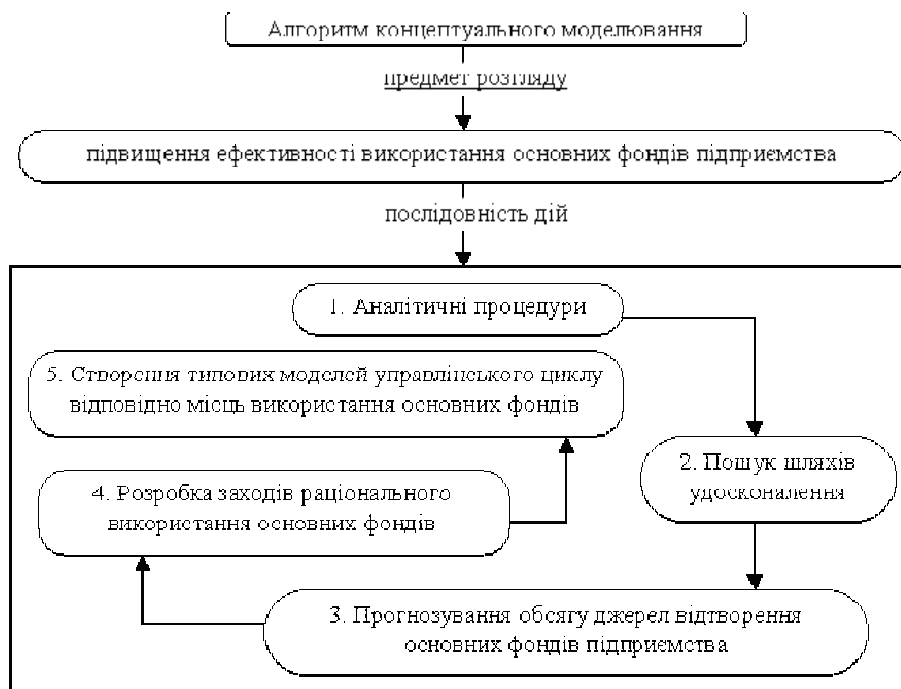 Алгоритм концептуального моделювання
предмет розгляду
підвищення ефективності використання основних фондів підприємства
послідовність дій
1. Аналітичні процедури
5. Створення типових моделей управлінського циклу
відповідно місць використання основних фондів
2. Пошук шляхів
удосконалення
4. Розробка заходів раціонального
використання основних фондів
3. Прогнозування обсягу джерел відтворення
основних фондів підприємства